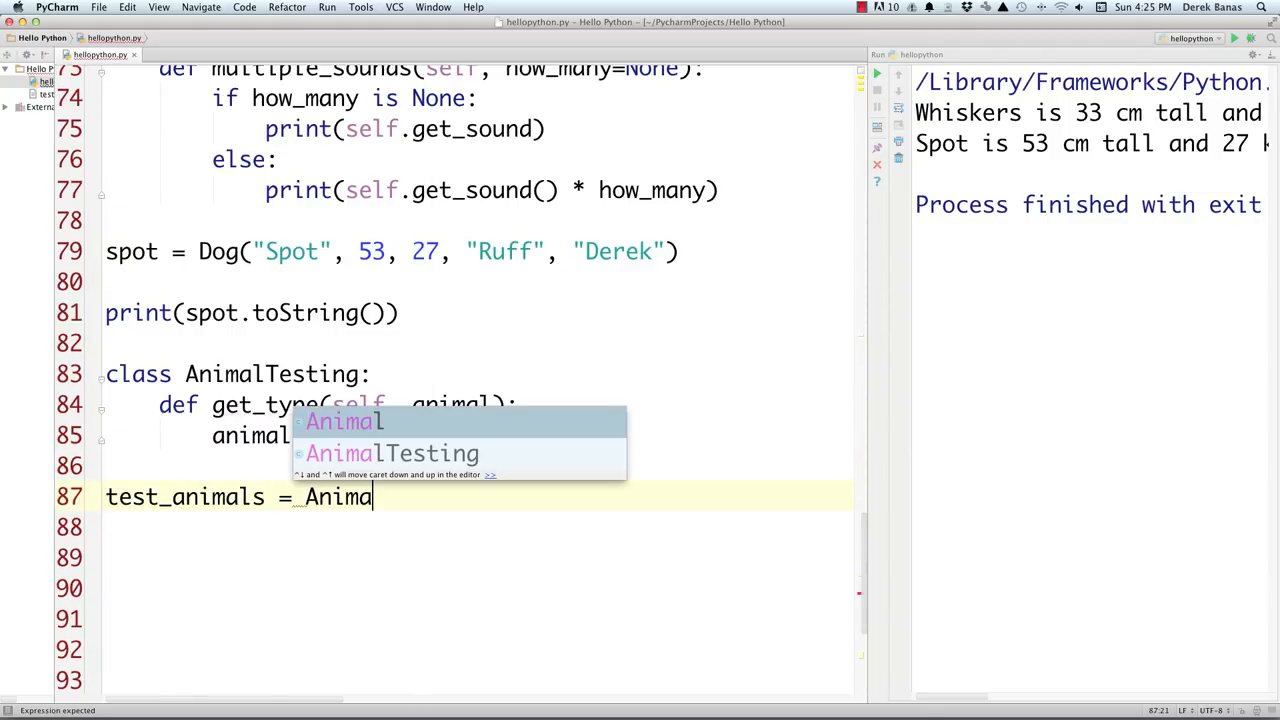 PyCharm File Edit View Navigate Code Refactor Run Tools VCS Window Help 10 Sun 4:25 PM Derek Banas
hellopython.py - Hello Python - [~/PycharmProjects/Hello Python]
Hello Python hellopython.py hellopython
hellopython.py Run hellopython
Hello P
hell
test
Externa
73 def multiple_sounds(self, how_many=None):
74 if how_many is None:
75 print(self.get_sound)
76 else:
77 print(self.get_sound() * how_many)
78
79 spot = Dog("Spot", 53, 27, "Ruff", "Derek")
80
81 print(spot.toString())
82
83 class AnimalTesting:
84 def get_type(self, animal):
85 animal
86
87 test_animals = Anima
88
89
90
91
92
93
Animal
AnimalTesting
^↓ and ^↑ will move caret down and up in the editor >>
/Library/Frameworks/Python.
Whiskers is 33 cm tall and
Spot is 53 cm tall and 27 k
Process finished with exit
Expression expected 87:21 LF UTF-8